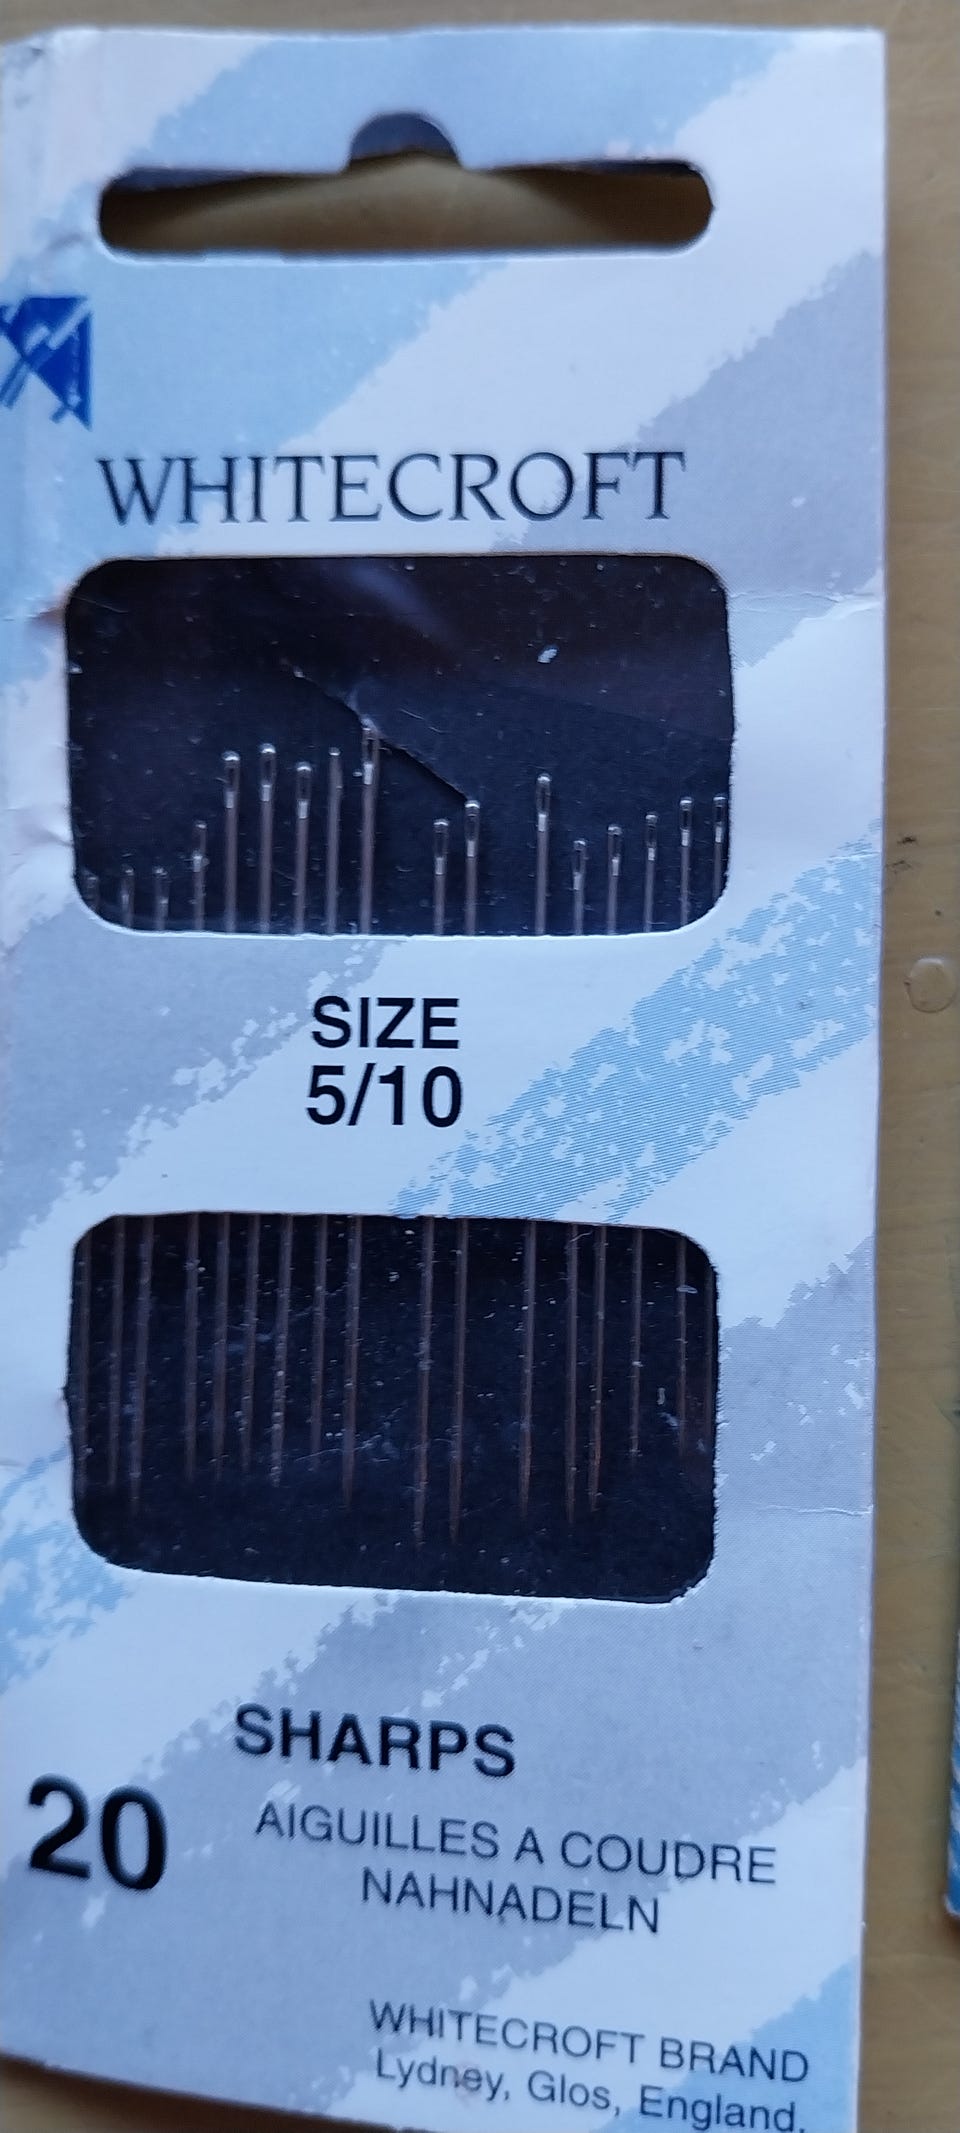 WHITECROFT
SIZE
5/10
SHARPS
20
AIGUILLES A COUDRE
NAHNADELN
WHITECROFT BRAND
Lydney, Glos, England.